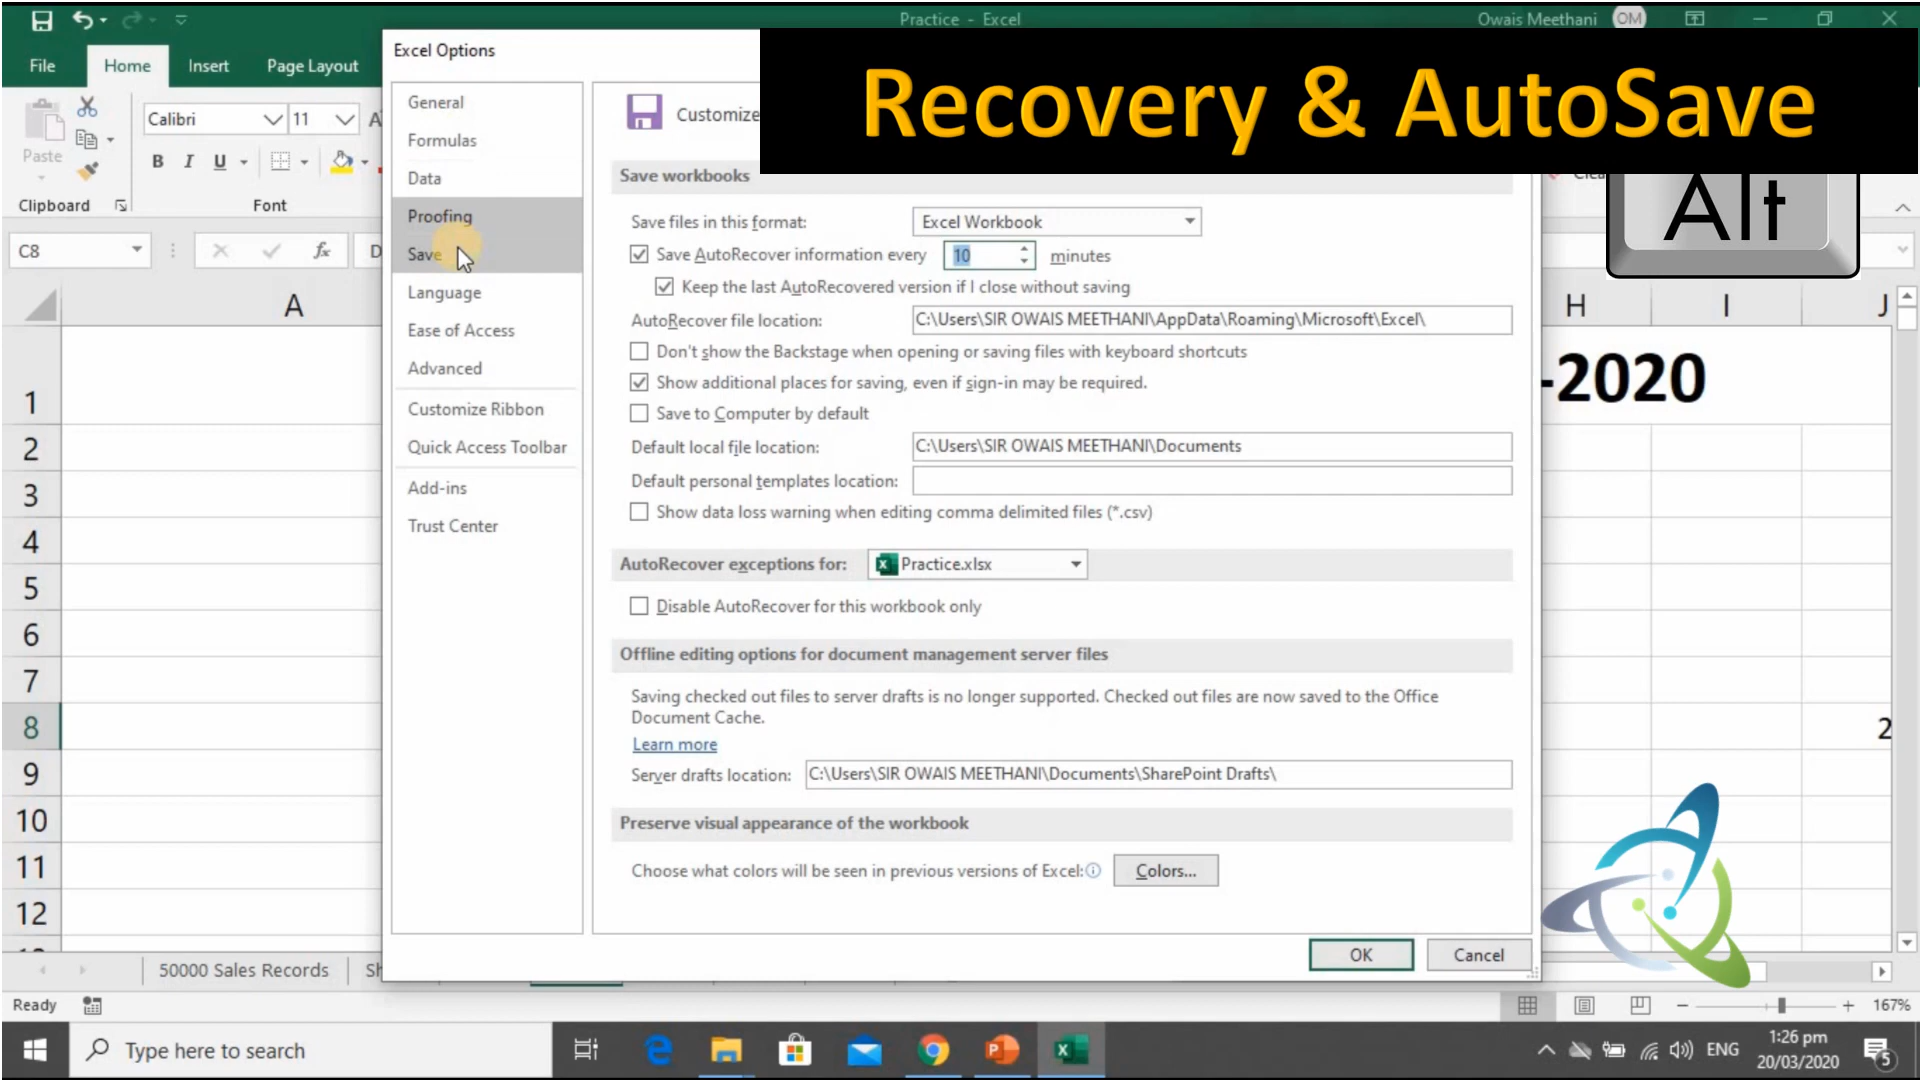 Practice - Excel
Owais Meethani OM
File Home Insert Page Layout
Excel Options
Recovery & AutoSave
Alt
Calibri 11
Paste
B I U
Clipboard Font
C8 fx
General
Formulas
Data
Proofing
Save
Language
Ease of Access
Advanced
Customize Ribbon
Quick Access Toolbar
Add-ins
Trust Center
Customize
Save workbooks
Save files in this format: Excel Workbook
Save AutoRecover information every 10 minutes
Keep the last AutoRecovered version if I close without saving
AutoRecover file location: C:\Users\SIR OWAIS MEETHANI\AppData\Roaming\Microsoft\Excel\
Don't show the Backstage when opening or saving files with keyboard shortcuts
Show additional places for saving, even if sign-in may be required.
Save to Computer by default
Default local file location: C:\Users\SIR OWAIS MEETHANI\Documents
Default personal templates location:
Show data loss warning when editing comma delimited files (*.csv)
AutoRecover exceptions for: Practice.xlsx
Disable AutoRecover for this workbook only
Offline editing options for document management server files
Saving checked out files to server drafts is no longer supported. Checked out files are now saved to the Office
Document Cache.
Learn more
Server drafts location: C:\Users\SIR OWAIS MEETHANI\Documents\SharePoint Drafts\
Preserve visual appearance of the workbook
Choose what colors will be seen in previous versions of Excel: Colors...
OK Cancel
A H I J
-2020
1
2
3
4
5
6
7
8
2
9
10
11
12
50000 Sales Records
Ready
167%
Type here to search
ENG
1:26 pm
20/03/2020
5